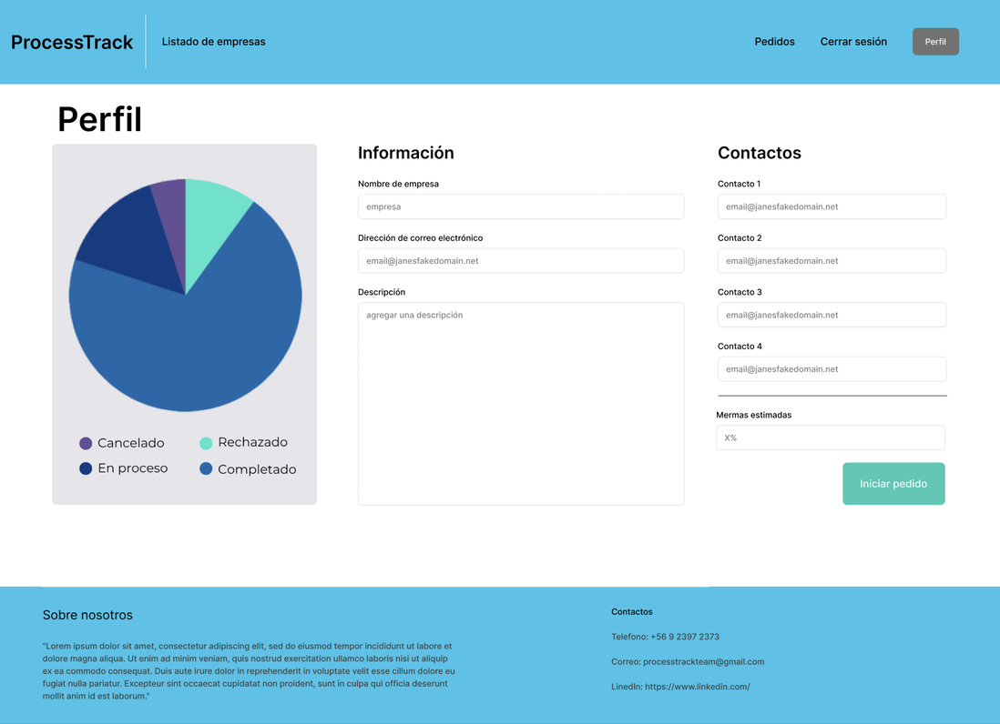 ProcessTrack
Listado de empresas
Pedidos
Cerrar sesión
Perfil
Perfil
Cancelado
Rechazado
En proceso
Completado
Información
Nombre de empresa
empresa
Dirección de correo electrónico
email@janesfakedomain.net
Descripción
agregar una descripción
Contactos
Contacto 1
email@janesfakedomain.net
Contacto 2
email@janesfakedomain.net
Contacto 3
email@janesfakedomain.net
Contacto 4
email@janesfakedomain.net
Mermas estimadas
X%
Iniciar pedido
Sobre nosotros
"Lorem ipsum dolor sit amet, consectetur adipiscing elit, sed do eiusmod tempor incididunt ut labore et
dolore magna aliqua. Ut enim ad minim veniam, quis nostrud exercitation ullamco laboris nisi ut aliquip
ex ea commodo consequat. Duis aute irure dolor in reprehenderit in voluptate velit esse cillum dolore eu
fugiat nulla pariatur. Excepteur sint occaecat cupidatat non proident, sunt in culpa qui officia deserunt
mollit anim id est laborum."
Contactos
Telefono: +56 9 2397 2373
Correo: processtrackteam@gmail.com
LinedIn: https://www.linkedin.com/